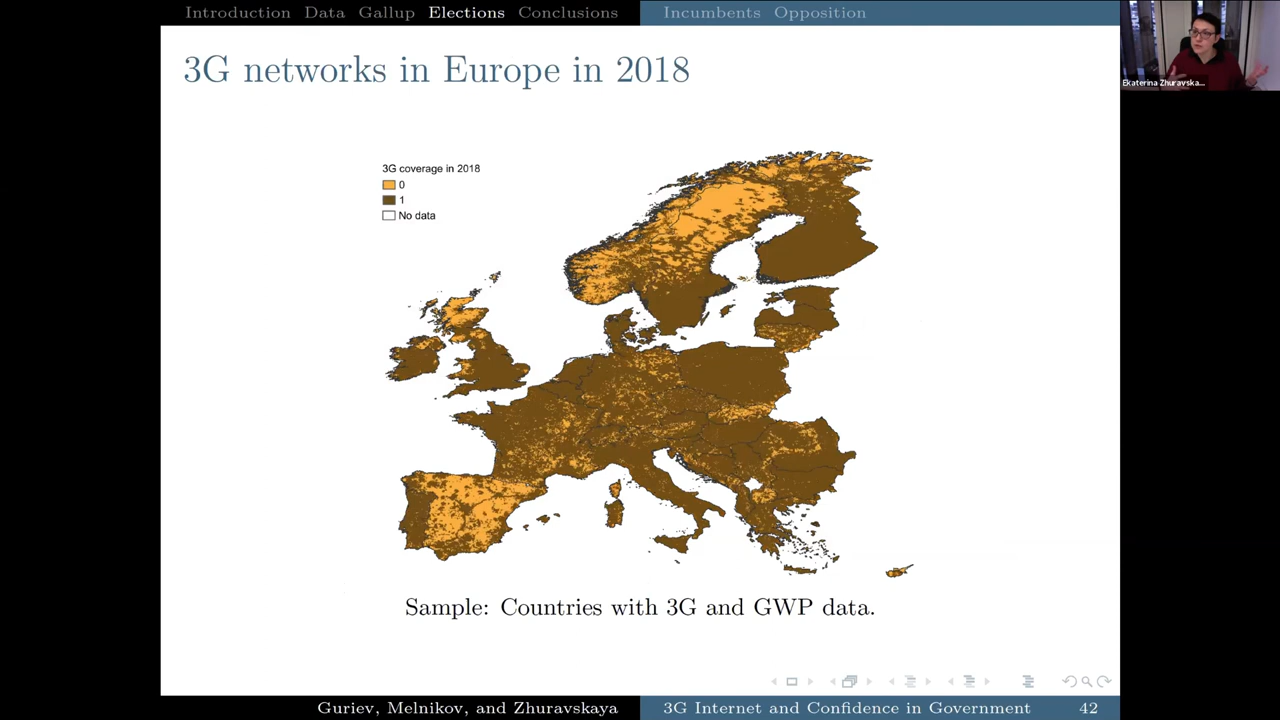 Introduction Data Gallup Elections Conclusions Incumbents Opposition
3G networks in Europe in 2018
3G coverage in 2018
0
1
No data
Sample: Countries with 3G and GWP data.
Guriev, Melnikov, and Zhuravskaya 3G Internet and Confidence in Government 42
Ekaterina Zhuravska...